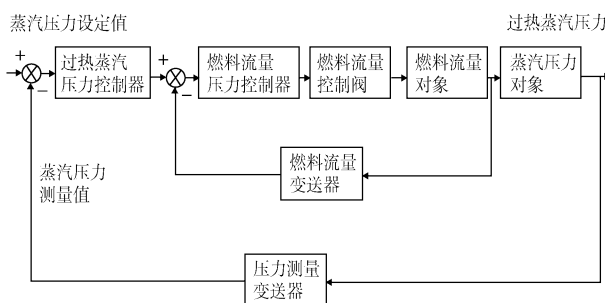 蒸汽压力设定值
过热蒸汽压力
+
−
过热蒸汽
压力控制器
+
−
燃料流量
压力控制器
燃料流量
控制阀
燃料流量
对象
蒸汽压力
对象
燃料流量
变送器
蒸汽压力
测量值
压力测量
变送器